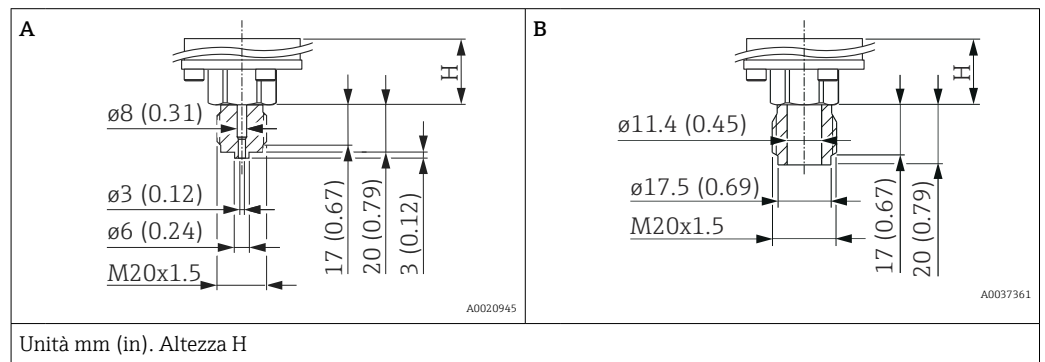 A
H
ø8 (0.31)
ø3 (0.12)
ø6 (0.24)
M20x1.5
17 (0.67)
20 (0.79)
3 (0.12)
A0020945
B
H
ø11.4 (0.45)
ø17.5 (0.69)
M20x1.5
17 (0.67)
20 (0.79)
A0037361
Unità mm (in). Altezza H